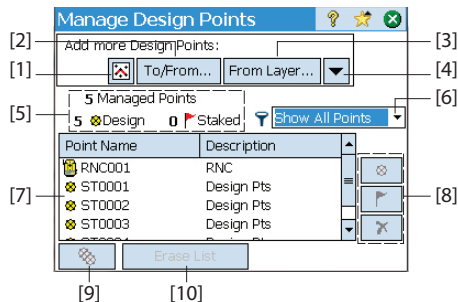 Manage Design Points
[2]
[3]
Add more Design Points:
[1]
To/From...
From Layer...
[4]
5 Managed Points
[6]
[5]
5 Design
0 Staked
Show All Points
Point Name
Description
RNC001
RNC
ST0001
Design Pts
[7]
[8]
ST0002
Design Pts
ST0003
Design Pts
Erase List
[9]
[10]